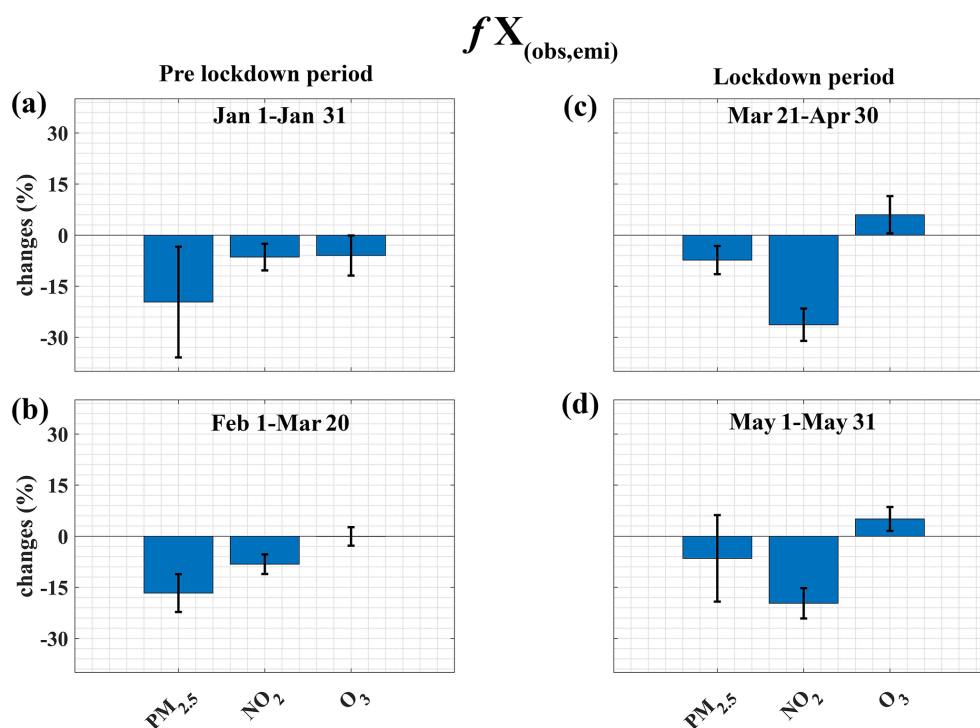 f X(obs,emi)
Pre lockdown period
Lockdown period
(a)
Jan 1-Jan 31
30
15
0
-15
-30
changes (%)
(c)
Mar 21-Apr 30
(b)
Feb 1-Mar 20
30
15
0
-15
-30
changes (%)
PM2.5
NO2
O3
(d)
May 1-May 31
PM2.5
NO2
O3